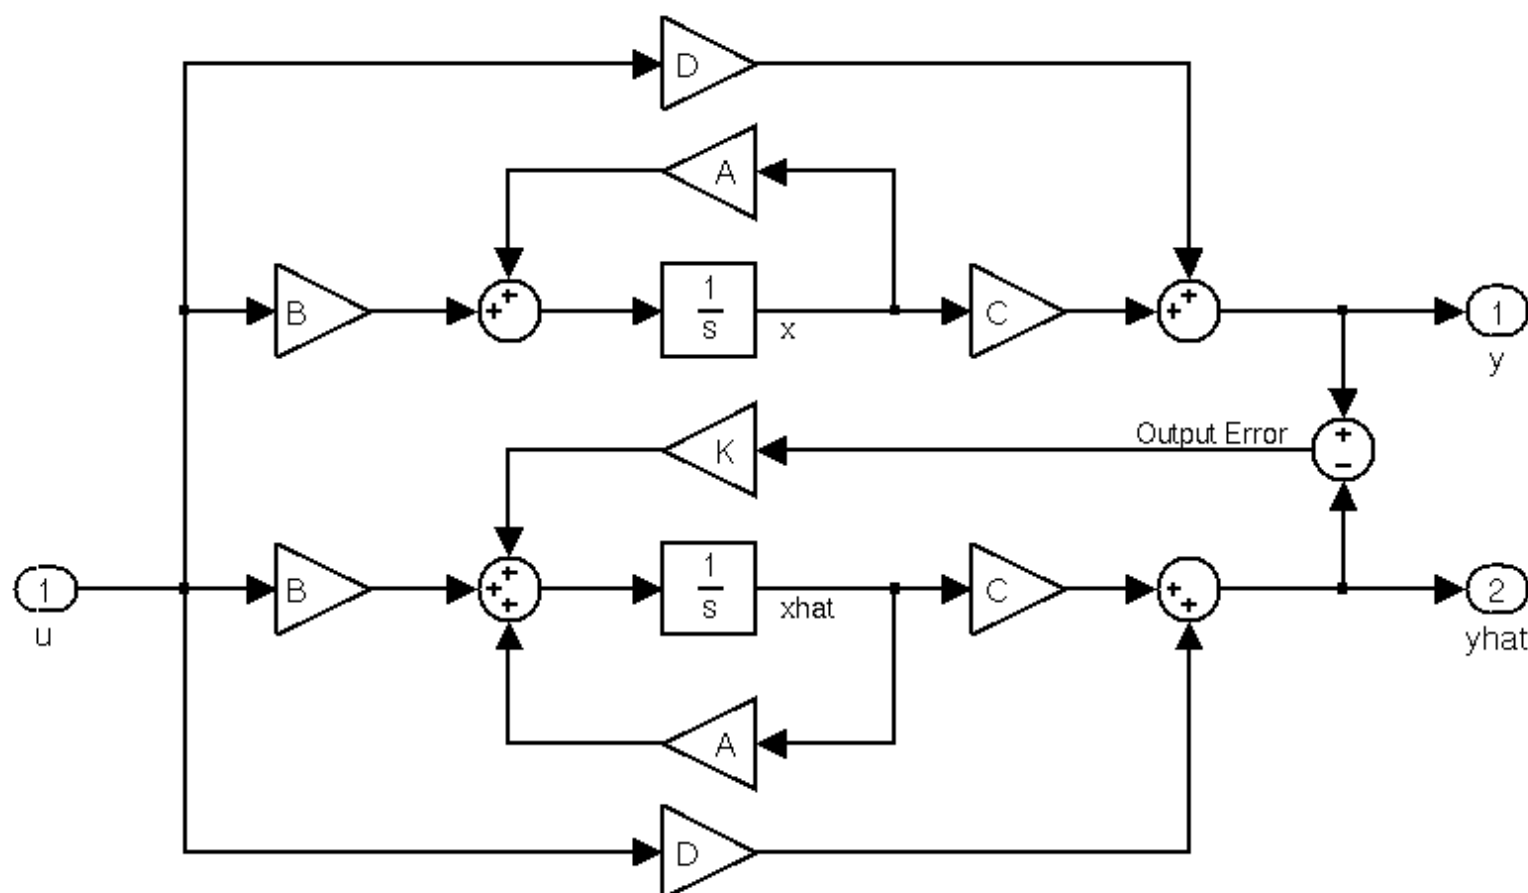 D
A
+
B
+
1
s
x
C
+
+
1
y
K
Output Error
+
−
1
u
B
+
+
+
1
s
xhat
C
+
+
2
yhat
A
D